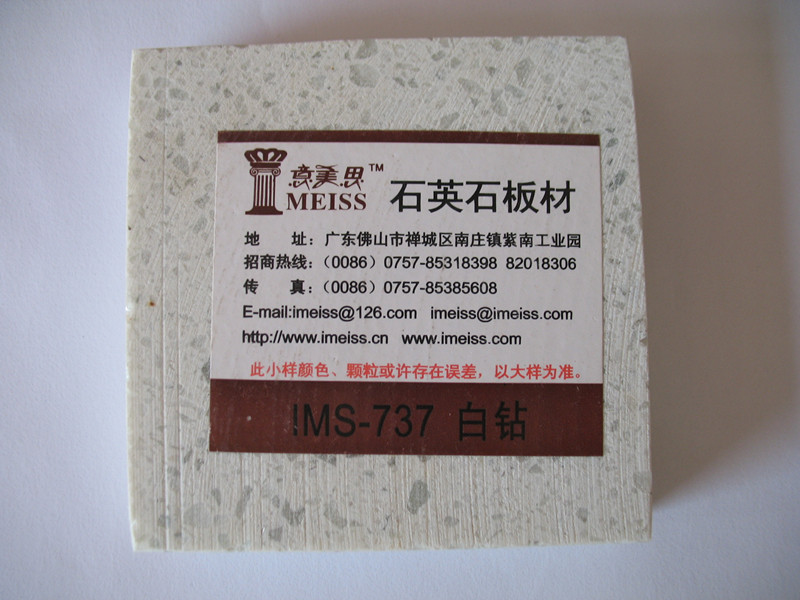 意美思™
IMEISS
石英石板材
地 址：广东佛山市禅城区南庄镇紫南工业园
招商热线：（0086）0757-85318398 82018306
传 真：（0086）0757-85385608
E-mail:imeiss@126.com imeiss@imeiss.com
http://www.imeiss.cn www.imeiss.com
此小样颜色、颗粒或许存在误差，以大样为准。
IMS-737 白钻